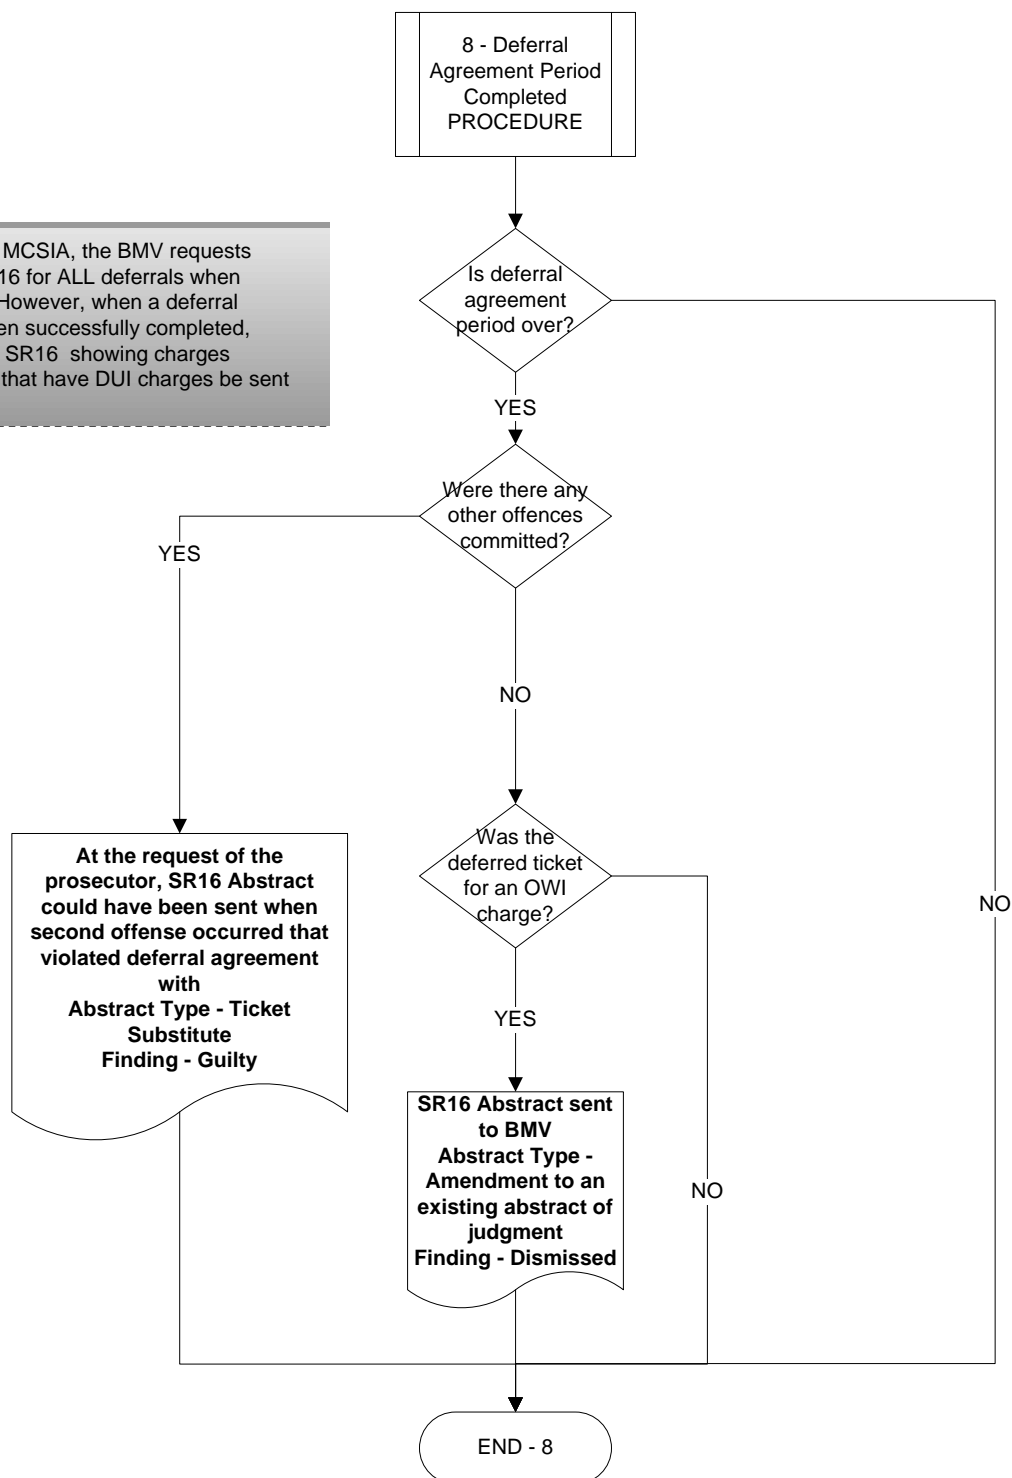 8 - Deferral
Agreement Period
Completed
PROCEDURE
MCSIA, the BMV requests
16 for ALL deferrals when
However, when a deferral
en successfully completed,
SR16 showing charges
that have DUI charges be sent
Is deferral
agreement
period over?
YES
NO
Were there any
other offences
committed?
YES
NO
At the request of the
prosecutor, SR16 Abstract
could have been sent when
second offense occurred that
violated deferral agreement
with
Abstract Type - Ticket
Substitute
Finding - Guilty
Was the
deferred ticket
for an OWI
charge?
YES
NO
SR16 Abstract sent
to BMV
Abstract Type -
Amendment to an
existing abstract of
judgment
Finding - Dismissed
END - 8